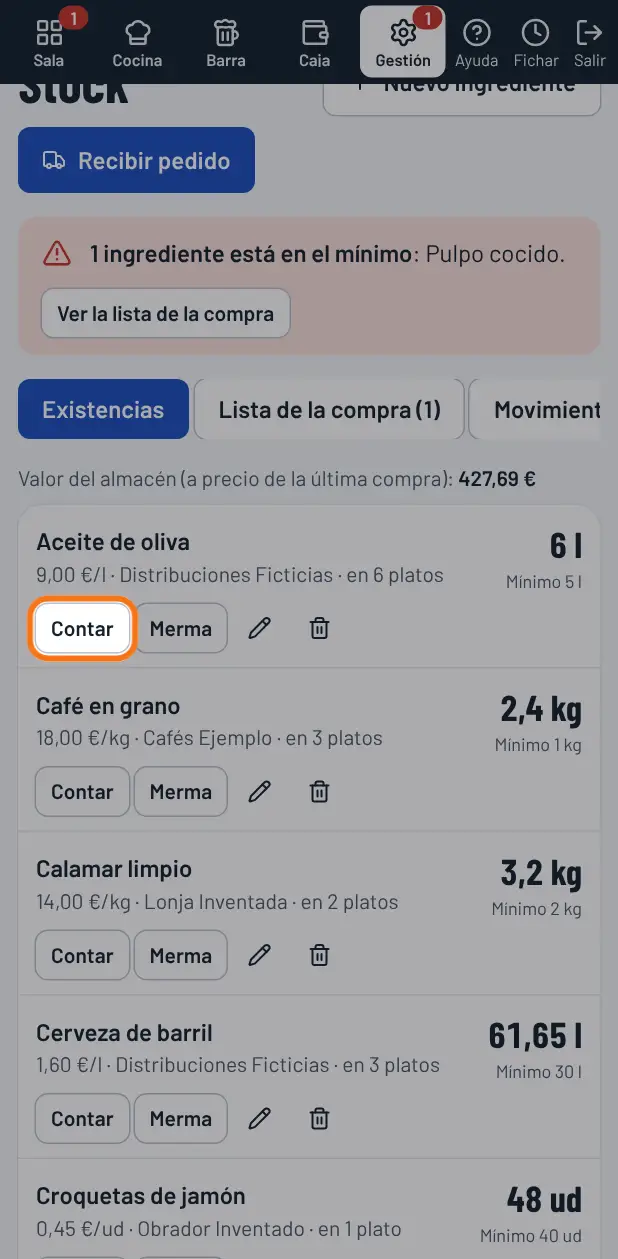 1
1
Sala
Cocina
Barra
Caja
Gestión
Ayuda
Fichar
Salir
Stock
+ Nuevo ingrediente
Recibir pedido
1 ingrediente está en el mínimo: Pulpo cocido.
Ver la lista de la compra
Existencias
Lista de la compra (1)
Movimient
Valor del almacén (a precio de la última compra): 427,69 €
Aceite de oliva
6 l
9,00 €/l · Distribuciones Ficticias · en 6 platos
Mínimo 5 l
Contar
Merma
Café en grano
2,4 kg
18,00 €/kg · Cafés Ejemplo · en 3 platos
Mínimo 1 kg
Contar
Merma
Calamar limpio
3,2 kg
14,00 €/kg · Lonja Inventada · en 2 platos
Mínimo 2 kg
Contar
Merma
Cerveza de barril
61,65 l
1,60 €/l · Distribuciones Ficticias · en 3 platos
Mínimo 30 l
Contar
Merma
Croquetas de jamón
48 ud
0,45 €/ud · Obrador Inventado · en 1 plato
Mínimo 40 ud